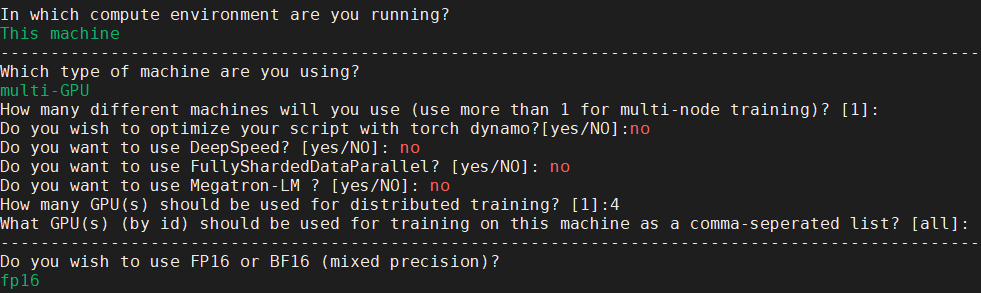 In which compute environment are you running?
This machine
--------------------------------------------------------------------------------------------------
Which type of machine are you using?
multi-GPU
How many different machines will you use (use more than 1 for multi-node training)? [1]:
Do you wish to optimize your script with torch dynamo?[yes/NO]:no
Do you want to use DeepSpeed? [yes/NO]: no
Do you want to use FullyShardedDataParallel? [yes/NO]: no
Do you want to use Megatron-LM ? [yes/NO]: no
How many GPU(s) should be used for distributed training? [1]:4
What GPU(s) (by id) should be used for training on this machine as a comma-seperated list? [all]:
--------------------------------------------------------------------------------------------------
Do you wish to use FP16 or BF16 (mixed precision)?
fp16